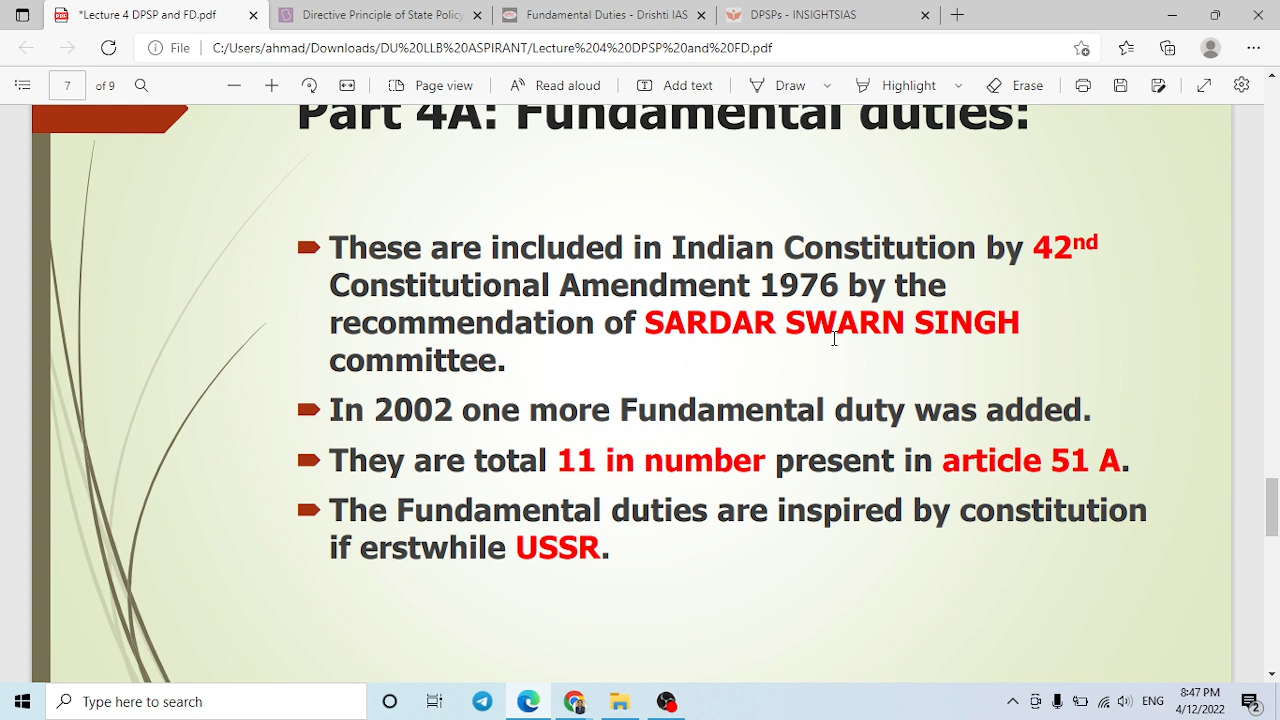 *Lecture 4 DPSP and FD.pdf
Directive Principle of State Policy
Fundamental Duties - Drishti IAS
DPSPs - INSIGHTSIAS
File
C:/Users/ahmad/Downloads/DU%20LLB%20ASPIRANT/Lecture%204%20DPSP%20and%20FD.pdf
7 of 9
Page view
Read aloud
Add text
Draw
Highlight
Erase
Part 4A: Fundamental duties:
These are included in Indian Constitution by 42nd
Constitutional Amendment 1976 by the
recommendation of SARDAR SWARN SINGH
committee.
In 2002 one more Fundamental duty was added.
They are total 11 in number present in article 51 A.
The Fundamental duties are inspired by constitution
if erstwhile USSR.
Type here to search
ENG
8:47 PM
4/12/2022
2